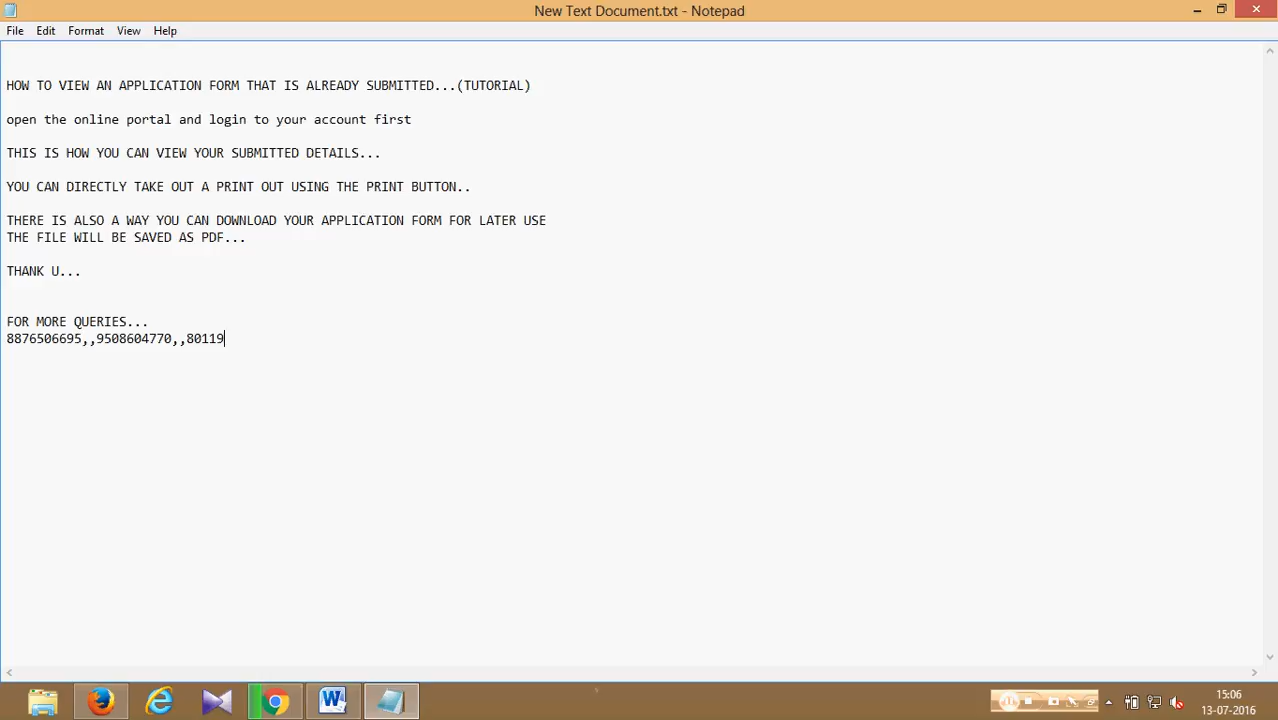 New Text Document.txt - Notepad
File Edit Format View Help
HOW TO VIEW AN APPLICATION FORM THAT IS ALREADY SUBMITTED...(TUTORIAL)
open the online portal and login to your account first
THIS IS HOW YOU CAN VIEW YOUR SUBMITTED DETAILS...
YOU CAN DIRECTLY TAKE OUT A PRINT OUT USING THE PRINT BUTTON..
THERE IS ALSO A WAY YOU CAN DOWNLOAD YOUR APPLICATION FORM FOR LATER USE
THE FILE WILL BE SAVED AS PDF...
THANK U...
FOR MORE QUERIES...
8876506695,,9508604770,,80119
15:06
13-07-2016